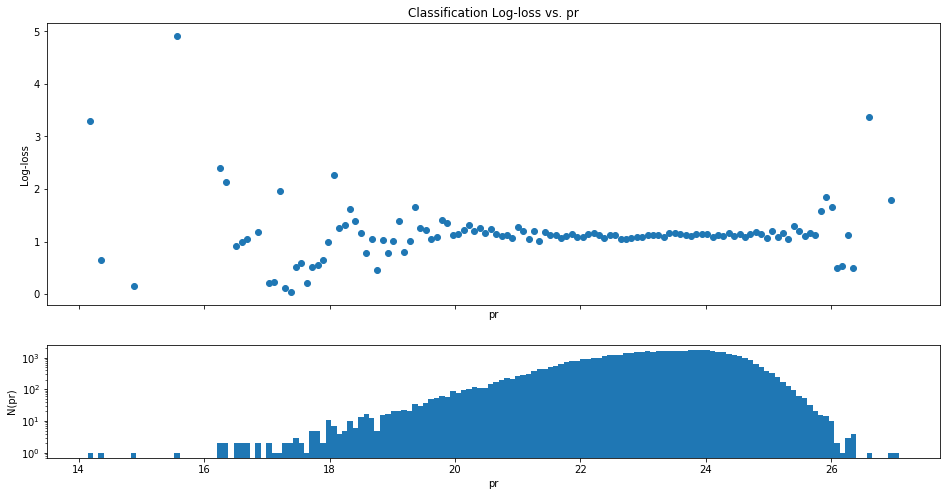 Classification Log-loss vs. pr
5
4
3
2
1
0
Log-loss
pr
10³
10²
10¹
10⁰
N(pr)
14 16 18 20 22 24 26
pr